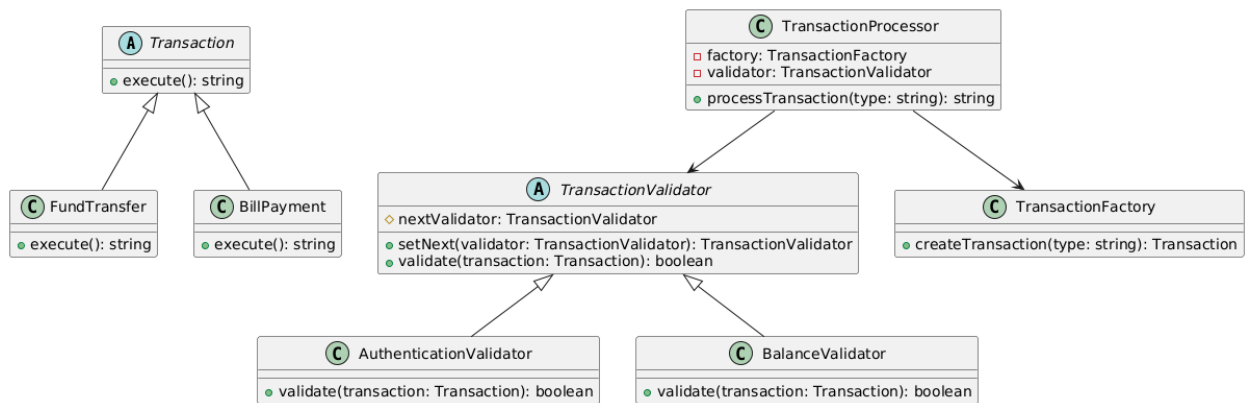 A Transaction
execute(): string
C TransactionProcessor
factory: TransactionFactory
validator: TransactionValidator
processTransaction(type: string): string
C FundTransfer
execute(): string
C BillPayment
execute(): string
A TransactionValidator
nextValidator: TransactionValidator
setNext(validator: TransactionValidator): TransactionValidator
validate(transaction: Transaction): boolean
C TransactionFactory
createTransaction(type: string): Transaction
C AuthenticationValidator
validate(transaction: Transaction): boolean
C BalanceValidator
validate(transaction: Transaction): boolean